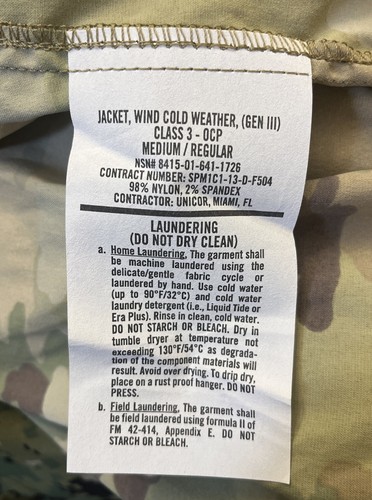 JACKET, WIND COLD WEATHER, (GEN III)
CLASS 3 - OCP
MEDIUM / REGULAR
NSN# 8415-01-641-1726
CONTRACT NUMBER: SPM1C1-13-D-F504
98% NYLON, 2% SPANDEX
CONTRACTOR: UNICOR, MIAMI, FL
LAUNDERING
(DO NOT DRY CLEAN)
a. Home Laundering, The garment shall
be machine laundered using the
delicate/gentle fabric cycle or
laundered by hand. Use cold water
(up to 90°F/32°C) and cold water
laundry detergent (i.e., Liquid Tide or
Era Plus). Rinse in clean, cold water.
DO NOT STARCH OR BLEACH. Dry in
tumble dryer at temperature not
exceeding 130°F/54°C as degrada-
tion of the component materials will
result. Avoid over drying. To drip dry,
place on a rust proof hanger. DO NOT
PRESS.
b. Field Laundering, The garment shall
be field laundered using formula II of
FM 42-414, Appendix E. DO NOT
STARCH OR BLEACH.